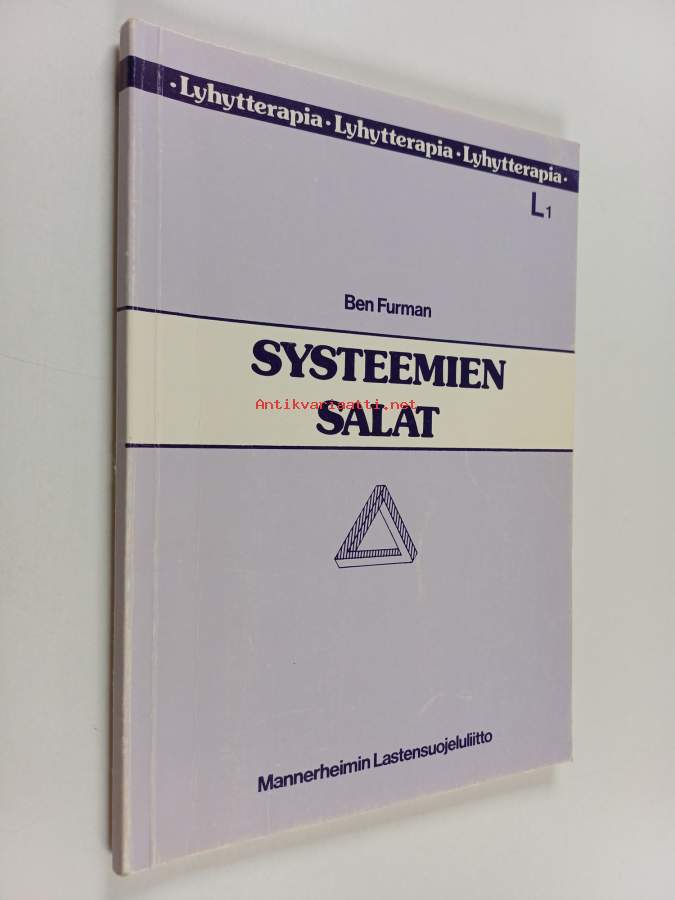 ·Lyhytterapia·Lyhytterapia·Lyhytterapia·
L1
Ben Furman
SYSTEEMIEN
Antikvariaatti.net
SALAT
Mannerheimin Lastensuojeluliitto